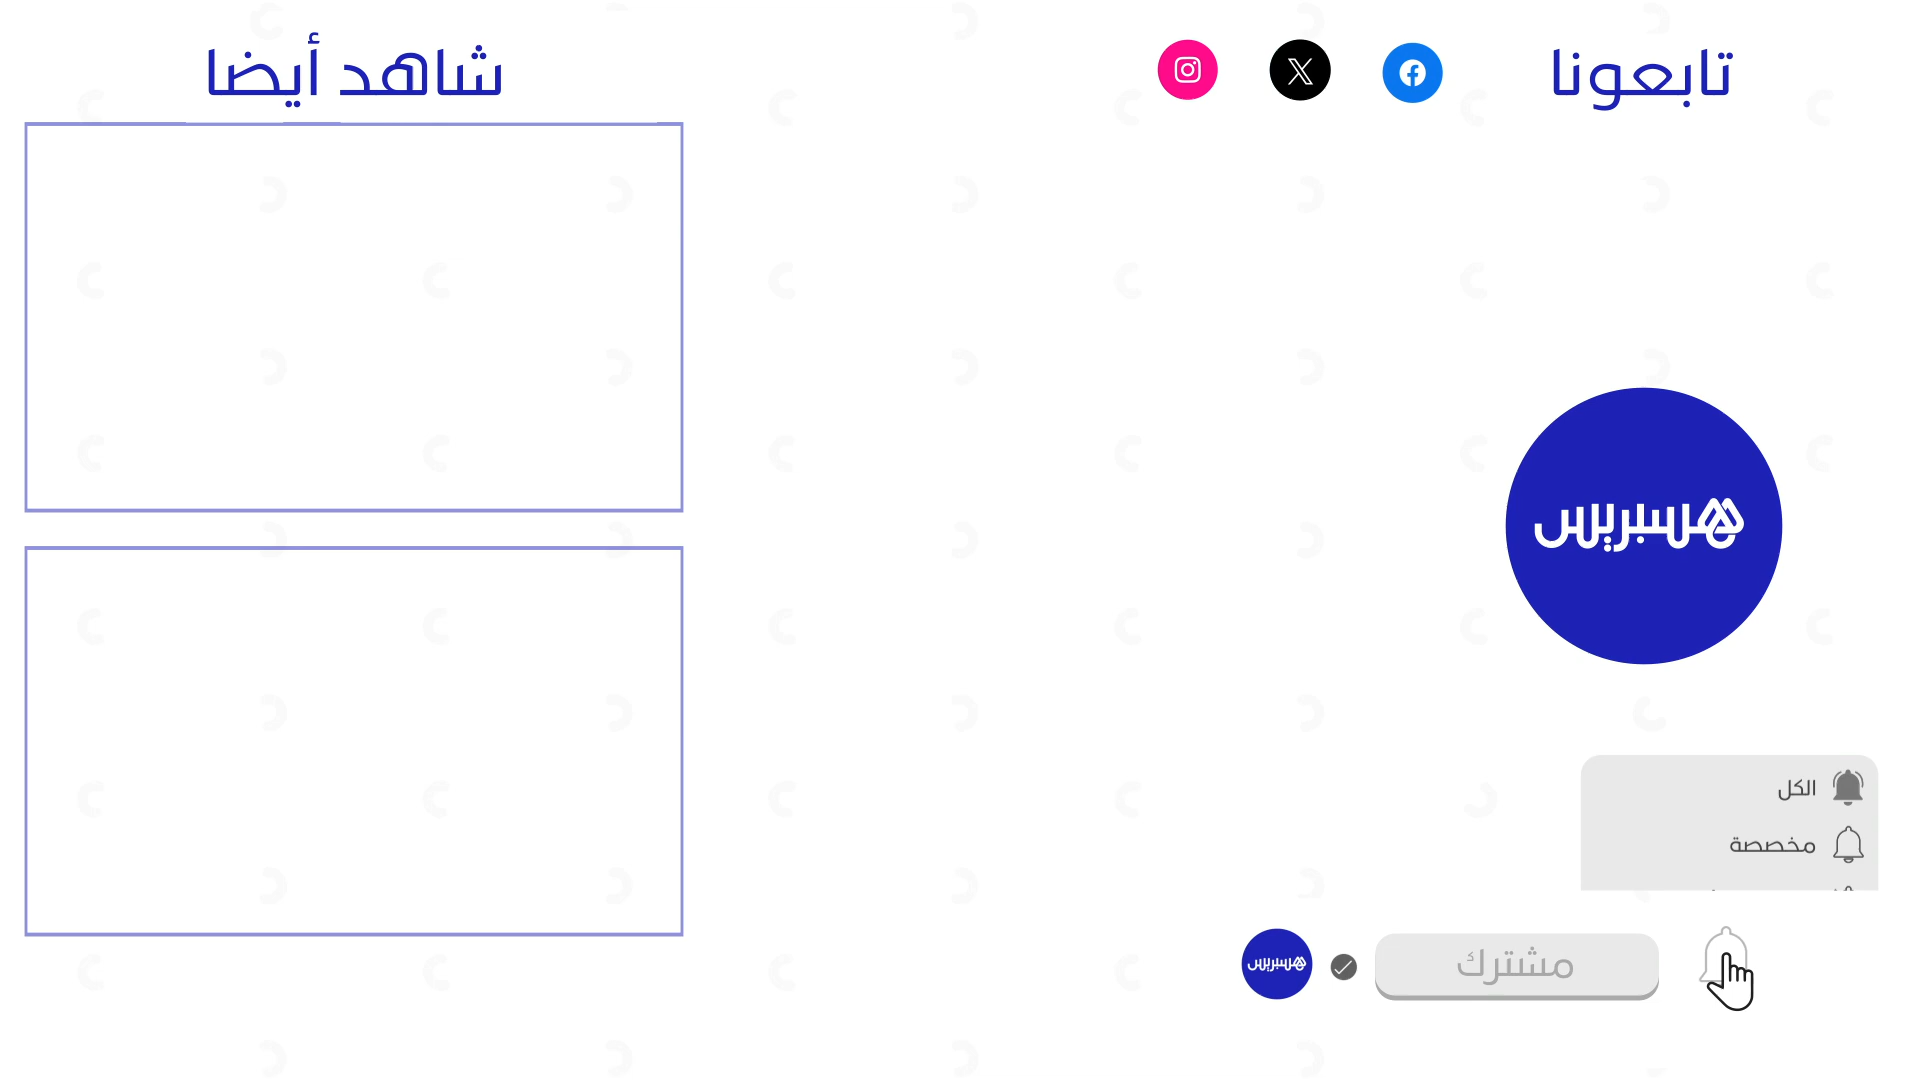 تابعونا
شاهد أيضا
هسبريس
الكل
مخصصة
هسبريس
مشترك